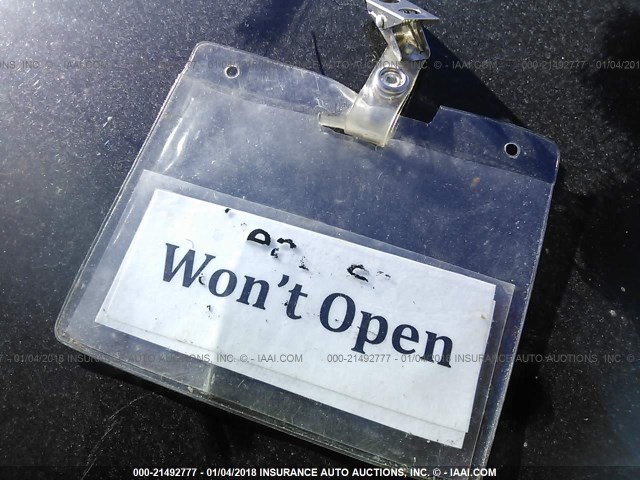 Won't Open
000-21492777 - 01/04/2018 INSURANCE AUTO AUCTIONS, INC. © - IAAI.COM